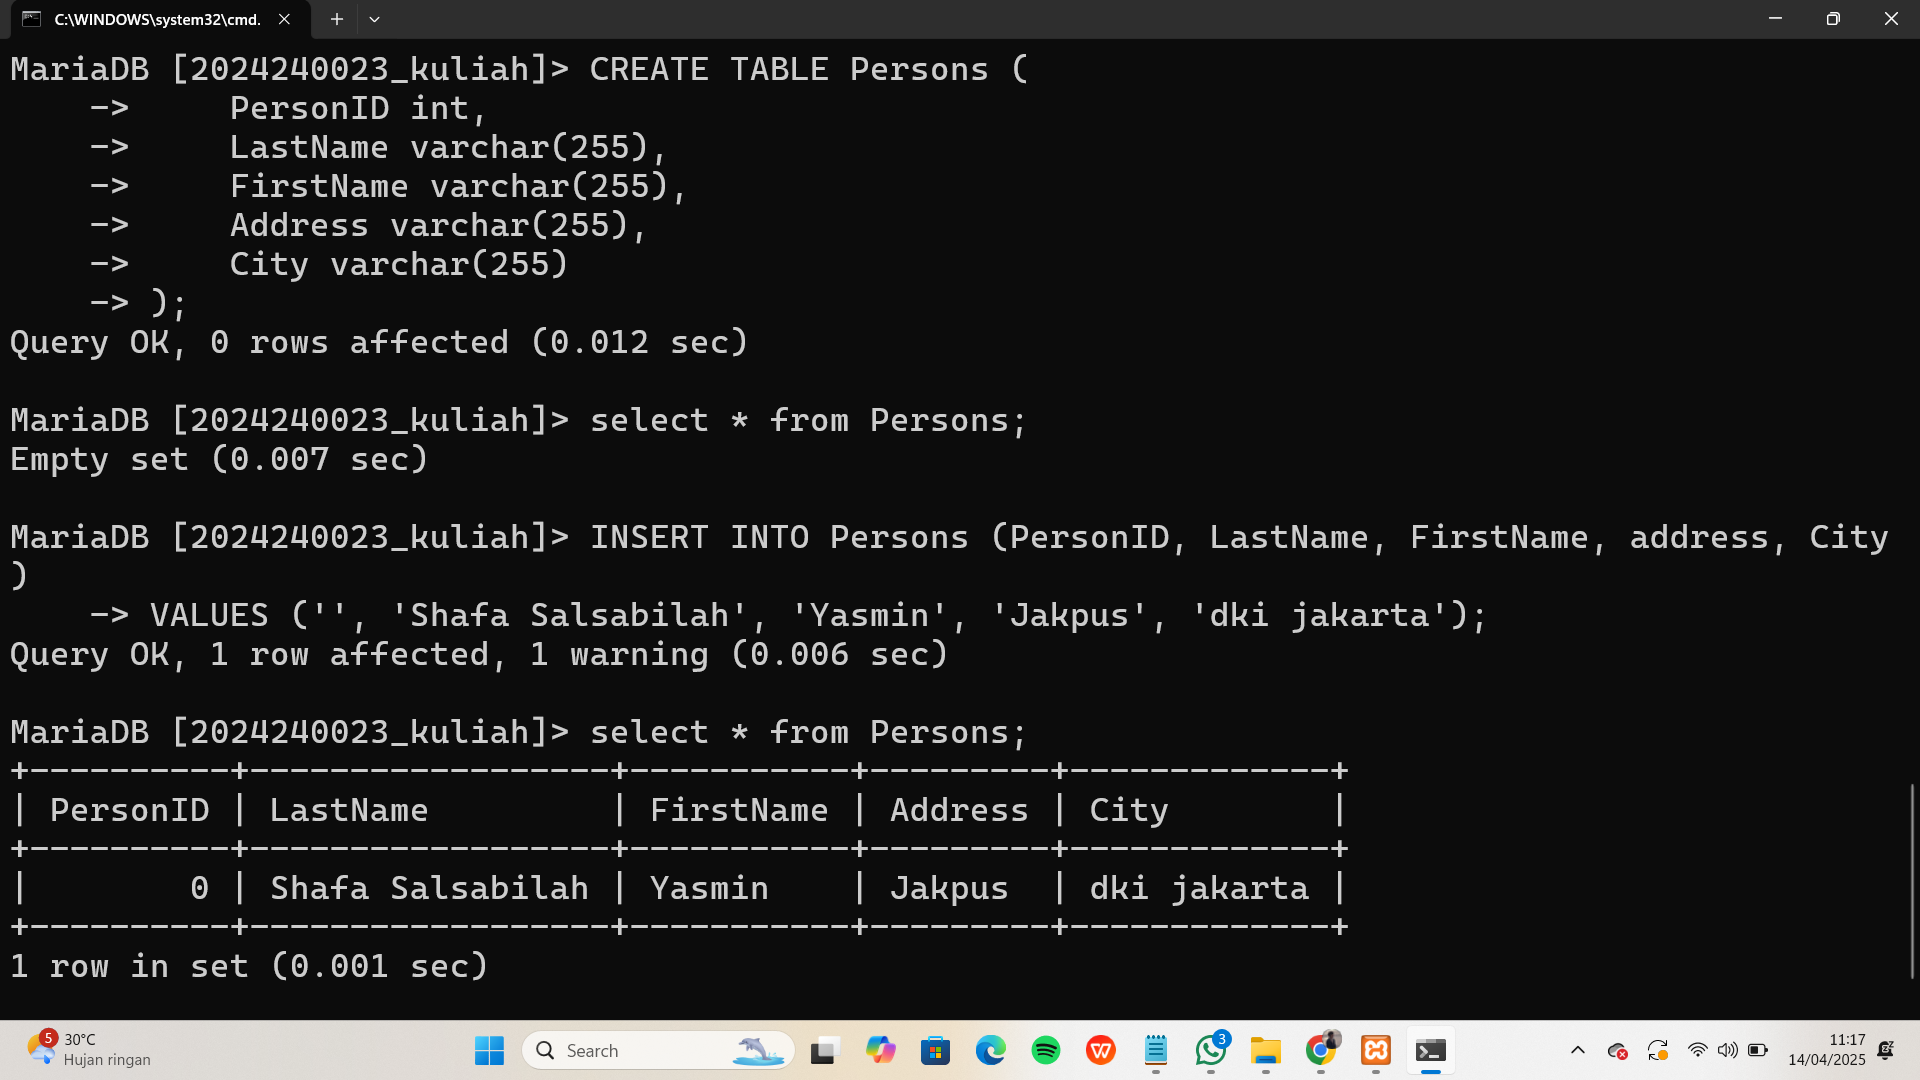 C:\WINDOWS\system32\cmd.
MariaDB [2024240023_kuliah]> CREATE TABLE Persons (
    ->     PersonID int,
    ->     LastName varchar(255),
    ->     FirstName varchar(255),
    ->     Address varchar(255),
    ->     City varchar(255)
    -> );
Query OK, 0 rows affected (0.012 sec)
MariaDB [2024240023_kuliah]> select * from Persons;
Empty set (0.007 sec)
MariaDB [2024240023_kuliah]> INSERT INTO Persons (PersonID, LastName, FirstName, address, City
)
    -> VALUES ('', 'Shafa Salsabilah', 'Yasmin', 'Jakpus', 'dki jakarta');
Query OK, 1 row affected, 1 warning (0.006 sec)
MariaDB [2024240023_kuliah]> select * from Persons;
+----------+------------------+-----------+---------+-------------+
| PersonID | LastName         | FirstName | Address | City        |
+----------+------------------+-----------+---------+-------------+
|        0 | Shafa Salsabilah | Yasmin    | Jakpus  | dki jakarta |
+----------+------------------+-----------+---------+-------------+
1 row in set (0.001 sec)
5
30°C
Hujan ringan
Search
3
11:17
14/04/2025